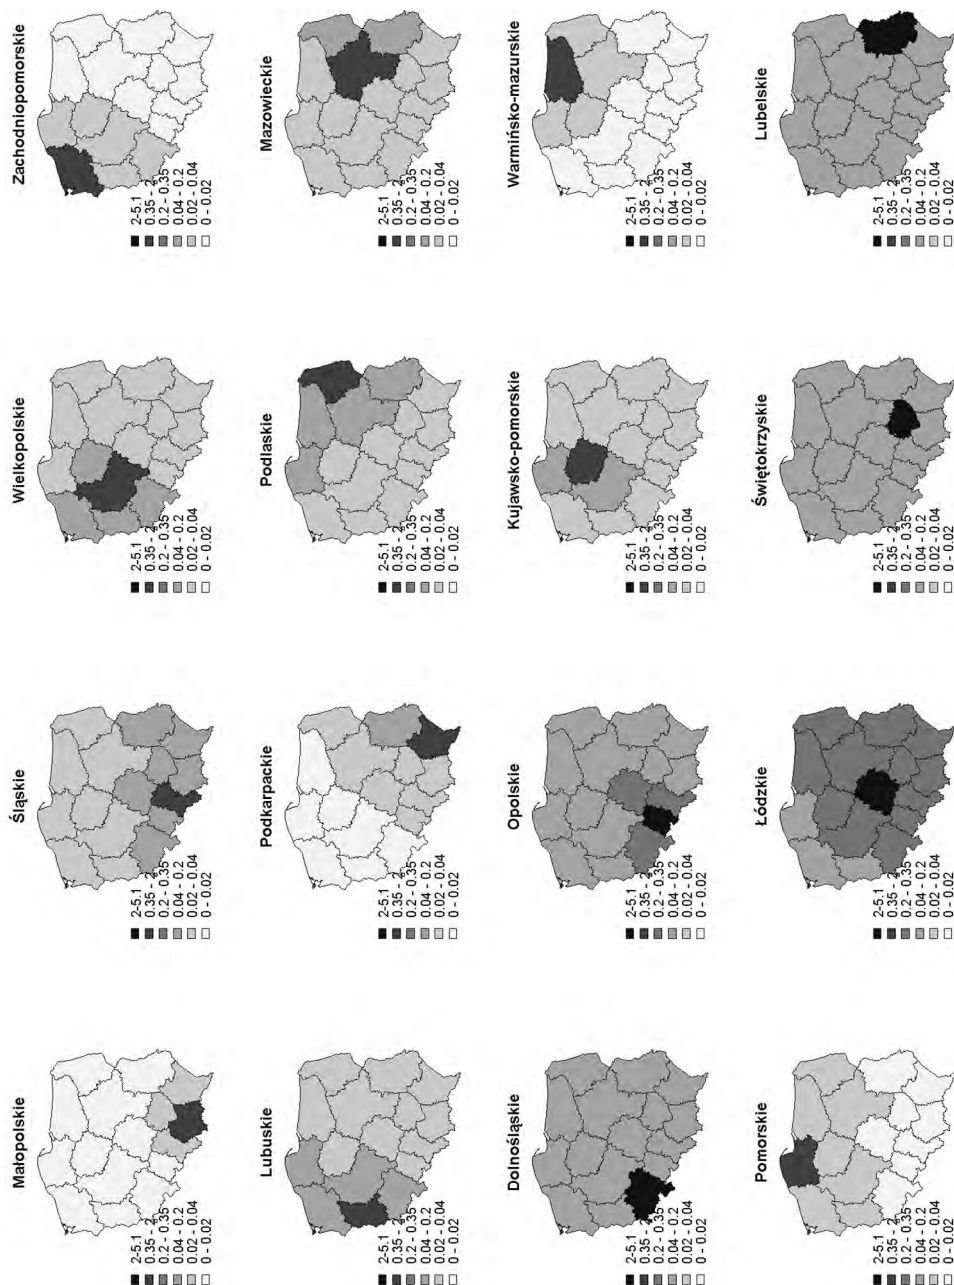 Małopolskie
2-5.1
0.35 - 2
0.2 - 0.35
0.04 - 0.2
0.02 - 0.04
0 - 0.02
Śląskie
2-5.1
0.35 - 2
0.2 - 0.35
0.04 - 0.2
0.02 - 0.04
0 - 0.02
Wielkopolskie
2-5.1
0.35 - 2
0.2 - 0.35
0.04 - 0.2
0.02 - 0.04
0 - 0.02
Zachodniopomorskie
2-5.1
0.35 - 2
0.2 - 0.35
0.04 - 0.2
0.02 - 0.04
0 - 0.02
Lubuskie
2-5.1
0.35 - 2
0.2 - 0.35
0.04 - 0.2
0.02 - 0.04
0 - 0.02
Podkarpackie
2-5.1
0.35 - 2
0.2 - 0.35
0.04 - 0.2
0.02 - 0.04
0 - 0.02
Podlaskie
2-5.1
0.35 - 2
0.2 - 0.35
0.04 - 0.2
0.02 - 0.04
0 - 0.02
Mazowieckie
2-5.1
0.35 - 2
0.2 - 0.35
0.04 - 0.2
0.02 - 0.04
0 - 0.02
Dolnośląskie
2-5.1
0.35 - 2
0.2 - 0.35
0.04 - 0.2
0.02 - 0.04
0 - 0.02
Opolskie
2-5.1
0.35 - 2
0.2 - 0.35
0.04 - 0.2
0.02 - 0.04
0 - 0.02
Kujawsko-pomorskie
2-5.1
0.35 - 2
0.2 - 0.35
0.04 - 0.2
0.02 - 0.04
0 - 0.02
Warmińsko-mazurskie
2-5.1
0.35 - 2
0.2 - 0.35
0.04 - 0.2
0.02 - 0.04
0 - 0.02
Pomorskie
2-5.1
0.35 - 2
0.2 - 0.35
0.04 - 0.2
0.02 - 0.04
0 - 0.02
Łódzkie
2-5.1
0.35 - 2
0.2 - 0.35
0.04 - 0.2
0.02 - 0.04
0 - 0.02
Świętokrzyskie
2-5.1
0.35 - 2
0.2 - 0.35
0.04 - 0.2
0.02 - 0.04
0 - 0.02
Lubelskie
2-5.1
0.35 - 2
0.2 - 0.35
0.04 - 0.2
0.02 - 0.04
0 - 0.02